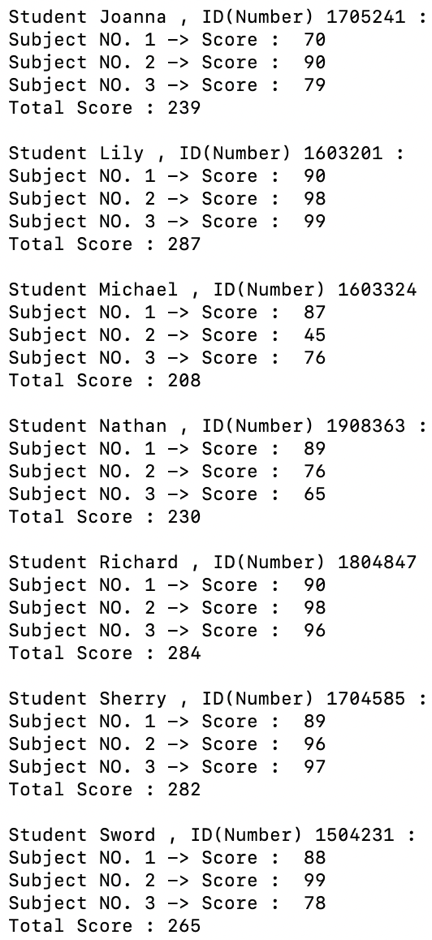 Student Joanna , ID(Number) 1705241 :
Subject NO. 1 -> Score :  70
Subject NO. 2 -> Score :  90
Subject NO. 3 -> Score :  79
Total Score : 239

Student Lily , ID(Number) 1603201 :
Subject NO. 1 -> Score :  90
Subject NO. 2 -> Score :  98
Subject NO. 3 -> Score :  99
Total Score : 287

Student Michael , ID(Number) 1603324
Subject NO. 1 -> Score :  87
Subject NO. 2 -> Score :  45
Subject NO. 3 -> Score :  76
Total Score : 208

Student Nathan , ID(Number) 1908363 :
Subject NO. 1 -> Score :  89
Subject NO. 2 -> Score :  76
Subject NO. 3 -> Score :  65
Total Score : 230

Student Richard , ID(Number) 1804847
Subject NO. 1 -> Score :  90
Subject NO. 2 -> Score :  98
Subject NO. 3 -> Score :  96
Total Score : 284

Student Sherry , ID(Number) 1704585 :
Subject NO. 1 -> Score :  89
Subject NO. 2 -> Score :  96
Subject NO. 3 -> Score :  97
Total Score : 282

Student Sword , ID(Number) 1504231 :
Subject NO. 1 -> Score :  88
Subject NO. 2 -> Score :  99
Subject NO. 3 -> Score :  78
Total Score : 265